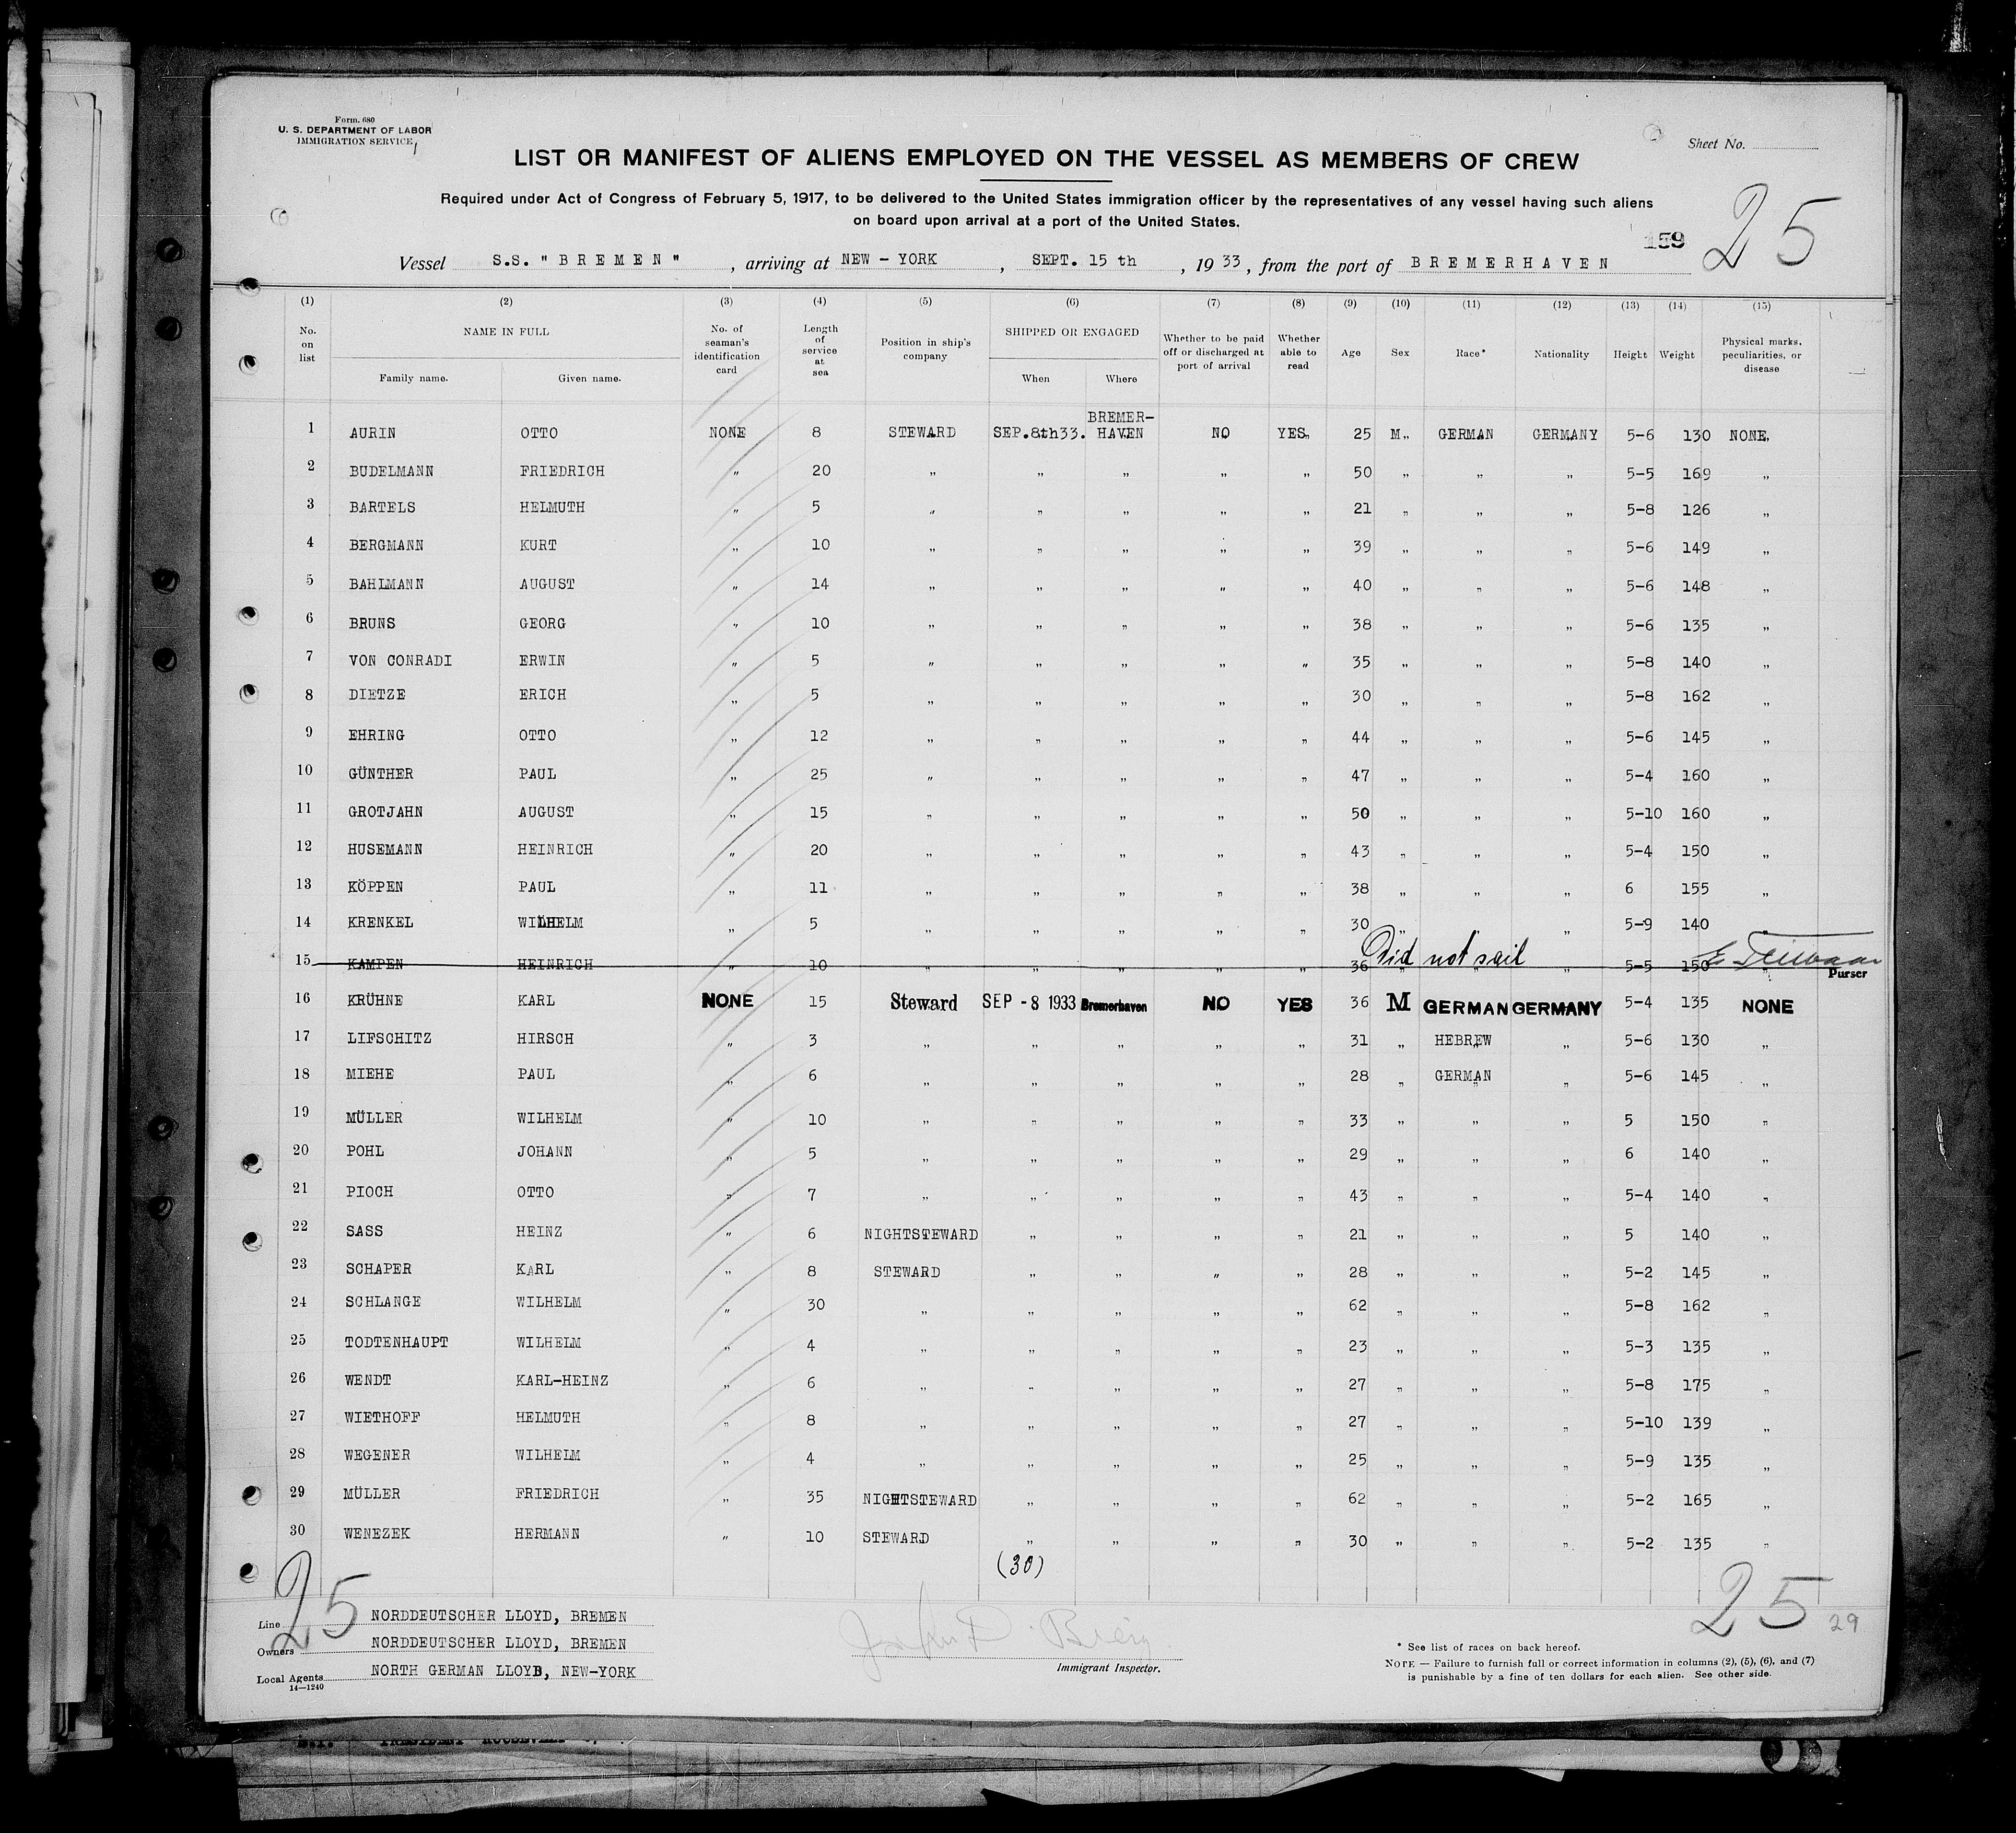 Form. 680
U. S. DEPARTMENT OF LABOR
IMMIGRATION SERVICE
Sheet No.
LIST OR MANIFEST OF ALIENS EMPLOYED ON THE VESSEL AS MEMBERS OF CREW
Required under Act of Congress of February 5, 1917, to be delivered to the United States immigration officer by the representatives of any vessel having such aliens
on board upon arrival at a port of the United States.
159 25
Vessel S.S. "BREMEN", arriving at NEW-YORK, SEPT. 15 th, 1933, from the port of BREMERHAVEN
(1) (2) (3) (4) (5) (6) (7) (8) (9) (10) (11) (12) (13) (14) (15)
No. on list NAME IN FULL Family name. Given name. No. of seaman's identification card Length of service at sea Position in ship's company SHIPPED OR ENGAGED When Where Whether to be paid off or discharged at port of arrival Whether able to read Age Sex Race* Nationality Height Weight Physical marks, peculiarities, or disease
1 AURIN OTTO NONE 8 STEWARD SEP.8th33. BREMER-HAVEN NO YES 25 M GERMAN GERMANY 5-6 130 NONE
2 BUDELMANN FRIEDRICH " 20 " " " " " 50 " " " 5-5 169 "
3 BARTELS HELMUTH " 5 " " " " " 21 " " " 5-8 126 "
4 BERGMANN KURT " 10 " " " " " 39 " " " 5-6 149 "
5 BAHLMANN AUGUST " 14 " " " " " 40 " " " 5-6 148 "
6 BRUNS GEORG " 10 " " " " " 38 " " " 5-6 135 "
7 VON CONRADI ERWIN " 5 " " " " " 35 " " " 5-8 140 "
8 DIETZE ERICH " 5 " " " " " 30 " " " 5-8 162 "
9 EHRING OTTO " 12 " " " " " 44 " " " 5-6 145 "
10 GÜNTHER PAUL " 25 " " " " " 47 " " " 5-4 160 "
11 GROTJAHN AUGUST " 15 " " " " " 50 " " " 5-10 160 "
12 HUSEMANN HEINRICH " 20 " " " " " 43 " " " 5-4 150 "
13 KÖPPEN PAUL " 11 " " " " " 38 " " " 6 155 "
14 KRENKEL WILHELM " 5 " " " " " 30 " " " 5-9 140 "
15 KAMPEN HEINRICH " 10 " " " " " 36 Did not sail " 5-5 150 " Purser
16 KRÜHNE KARL NONE 15 Steward SEP -8 1933 Bremerhaven NO YES 36 M GERMAN GERMANY 5-4 135 NONE
17 LIFSCHITZ HIRSCH " 3 " " " " " 31 " HEBREW " 5-6 130 "
18 MIEHE PAUL " 6 " " " " " 28 " GERMAN " 5-6 145 "
19 MÜLLER WILHELM " 10 " " " " " 33 " " " 5 150 "
20 POHL JOHANN " 5 " " " " " 29 " " " 6 140 "
21 PIOCH OTTO " 7 " " " " " 43 " " " 5-4 140 "
22 SASS HEINZ " 6 NIGHTSTEWARD " " " " 21 " " " 5 140 "
23 SCHAPER KARL " 8 STEWARD " " " " 28 " " " 5-2 145 "
24 SCHLANGE WILHELM " 30 " " " " " 62 " " " 5-8 162 "
25 TODTENHAUPT WILHELM " 4 " " " " " 23 " " " 5-3 135 "
26 WENDT KARL-HEINZ " 6 " " " " " 27 " " " 5-8 175 "
27 WIETHOFF HELMUTH " 8 " " " " " 27 " " " 5-10 139 "
28 WEGENER WILHELM " 4 " " " " " 25 " " " 5-9 135 "
29 MÜLLER FRIEDRICH " 35 NIGHTSTEWARD " " " " 62 " " " 5-2 165 "
30 WENEZEK HERMANN " 10 STEWARD " " " " 30 " " " 5-2 135 "
(30)
25 25 29
Line NORDDEUTSCHER LLOYD, BREMEN
Owners NORDDEUTSCHER LLOYD, BREMEN
Local Agents NORTH GERMAN LLOYD, NEW-YORK
14—1240
John D.
Immigrant Inspector.
* See list of races on back hereof.
NOTE — Failure to furnish full or correct information in columns (2), (5), (6), and (7)
is punishable by a fine of ten dollars for each alien. See other side.